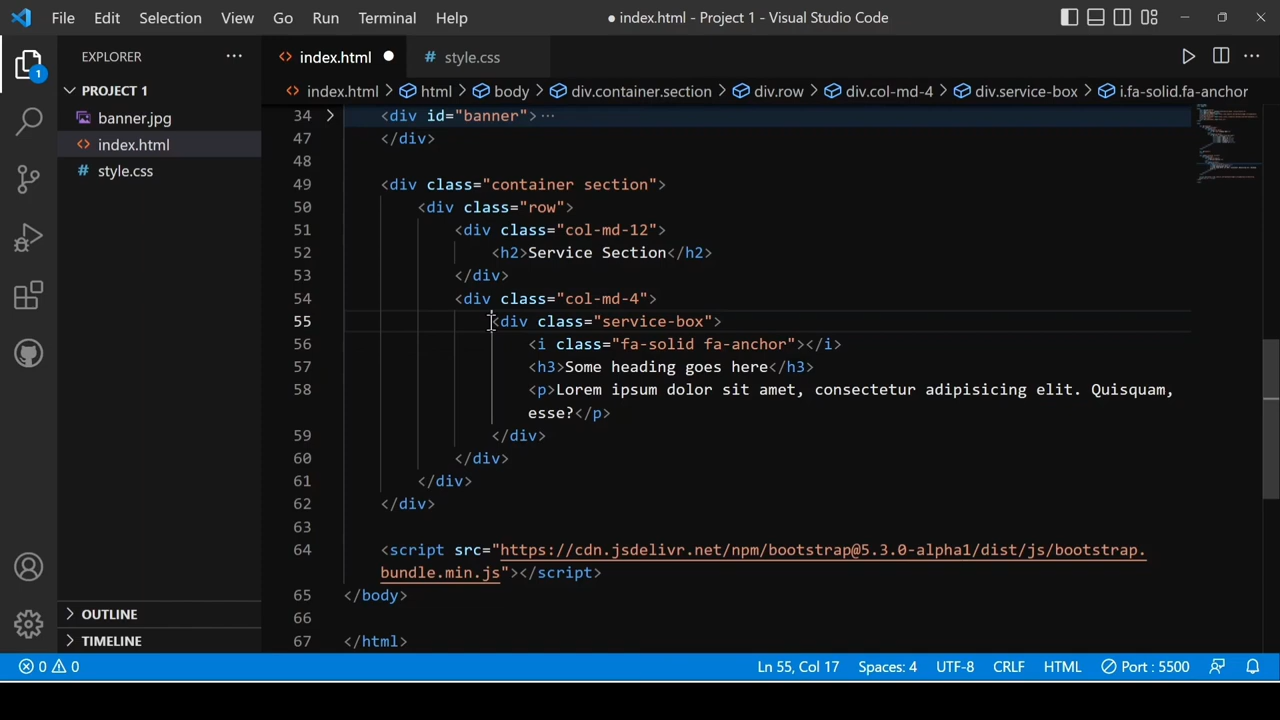 File Edit Selection View Go Run Terminal Help ● index.html - Project 1 - Visual Studio Code
EXPLORER ...
<> index.html ● # style.css
PROJECT 1
<> index.html > html > body > div.container.section > div.row > div.col-md-4 > div.service-box > i.fa-solid.fa-anchor
1
banner.jpg
<> index.html
# style.css
34 > <div id="banner">...
47 </div>
48
49 <div class="container section">
50 <div class="row">
51 <div class="col-md-12">
52 <h2>Service Section</h2>
53 </div>
54 <div class="col-md-4">
55 <div class="service-box">
56 <i class="fa-solid fa-anchor"></i>
57 <h3>Some heading goes here</h3>
58 <p>Lorem ipsum dolor sit amet, consectetur adipisicing elit. Quisquam,
esse?</p>
59 </div>
60 </div>
61 </div>
62 </div>
63
64 <script src="https://cdn.jsdelivr.net/npm/bootstrap@5.3.0-alpha1/dist/js/bootstrap.
bundle.min.js"></script>
65 </body>
66
67 </html>
OUTLINE
TIMELINE
0 0 Ln 55, Col 17 Spaces: 4 UTF-8 CRLF HTML Port : 5500